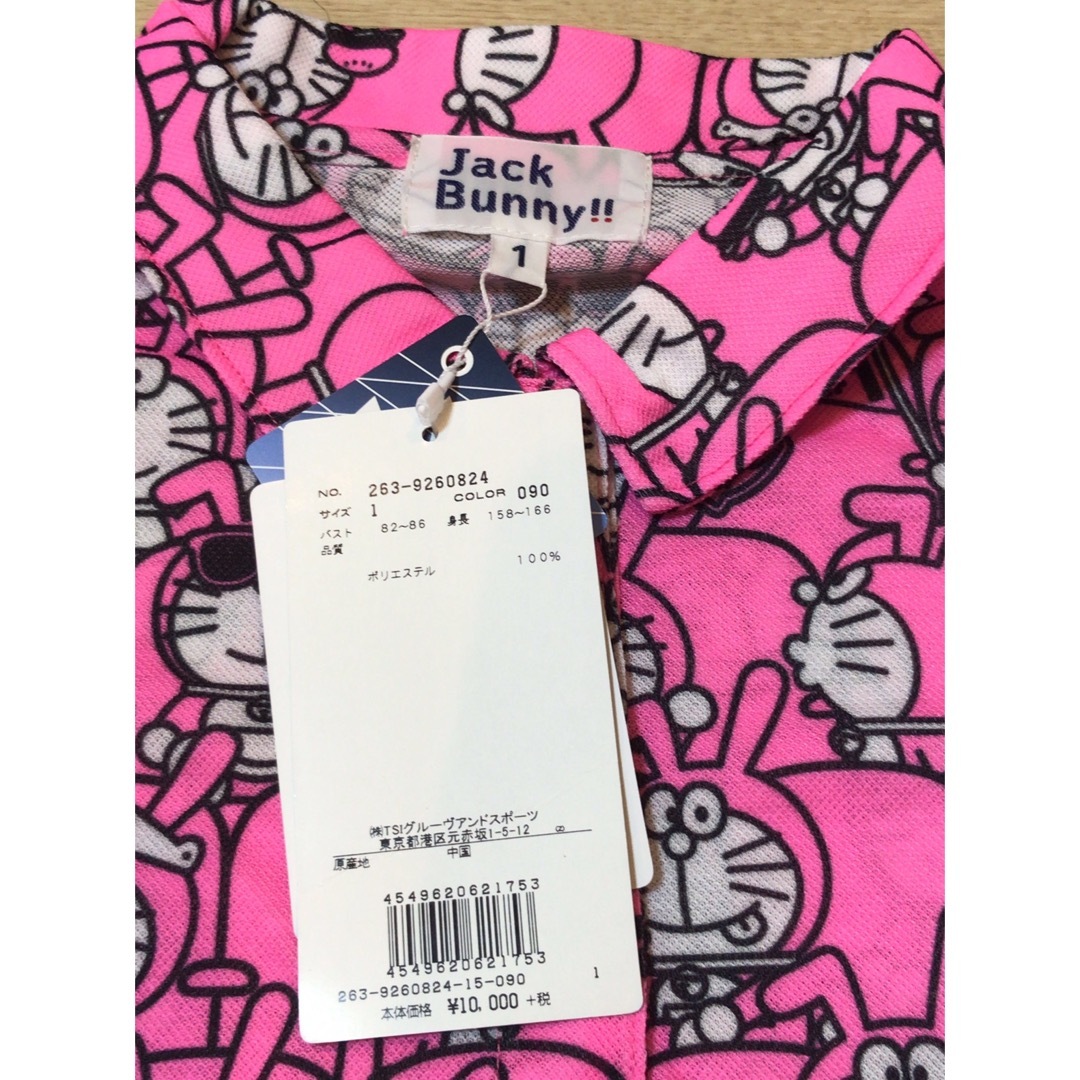 Jack
Bunny!!
1
NO. 263-9260824
サイズ 1 COLOR 090
バスト 82~86 身長 158~166
品質
ポリエステル 100%
㈱TSIグルーヴアンドスポーツ
東京都港区元赤坂1-5-12 ∞
原産地 中国
4549620621753
4549620621753
263-9260824-15-090 1
本体価格 ¥10,000 +税